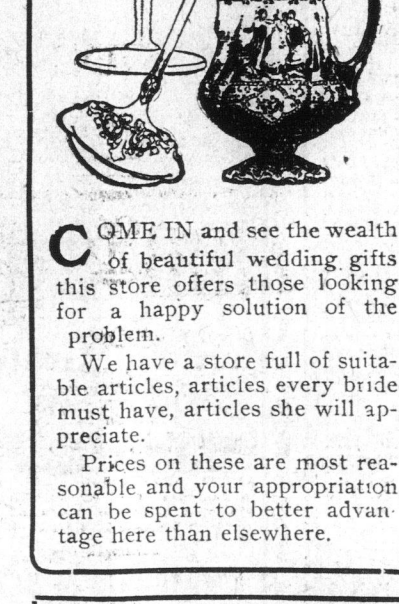 COME IN and see the wealth
of beautiful wedding gifts
this store offers those looking
for a happy solution of the
problem.
We have a store full of suita-
ble articles, articles every bride
must have, articles she will ap-
preciate.
Prices on these are most rea-
sonable and your appropriation
can be spent to better advan-
tage here than elsewhere.